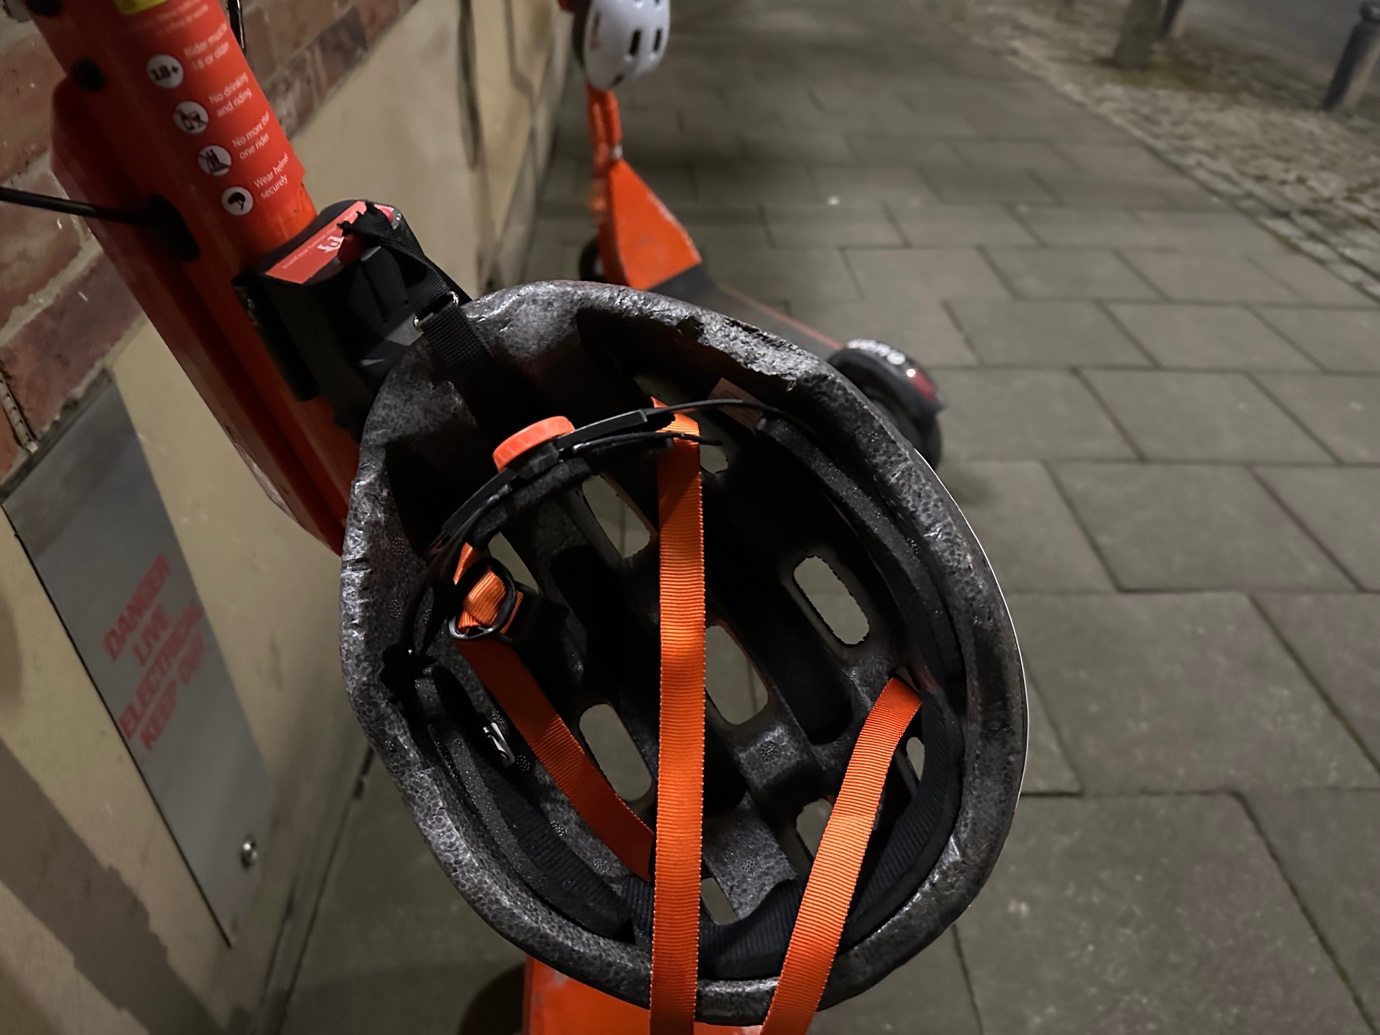 18+
Rider must be
18 or older
No drinking
and riding
No more than
one rider
Wear helmet
securely
DANGER
LIVE
ELECTRICAL
KEEP OUT